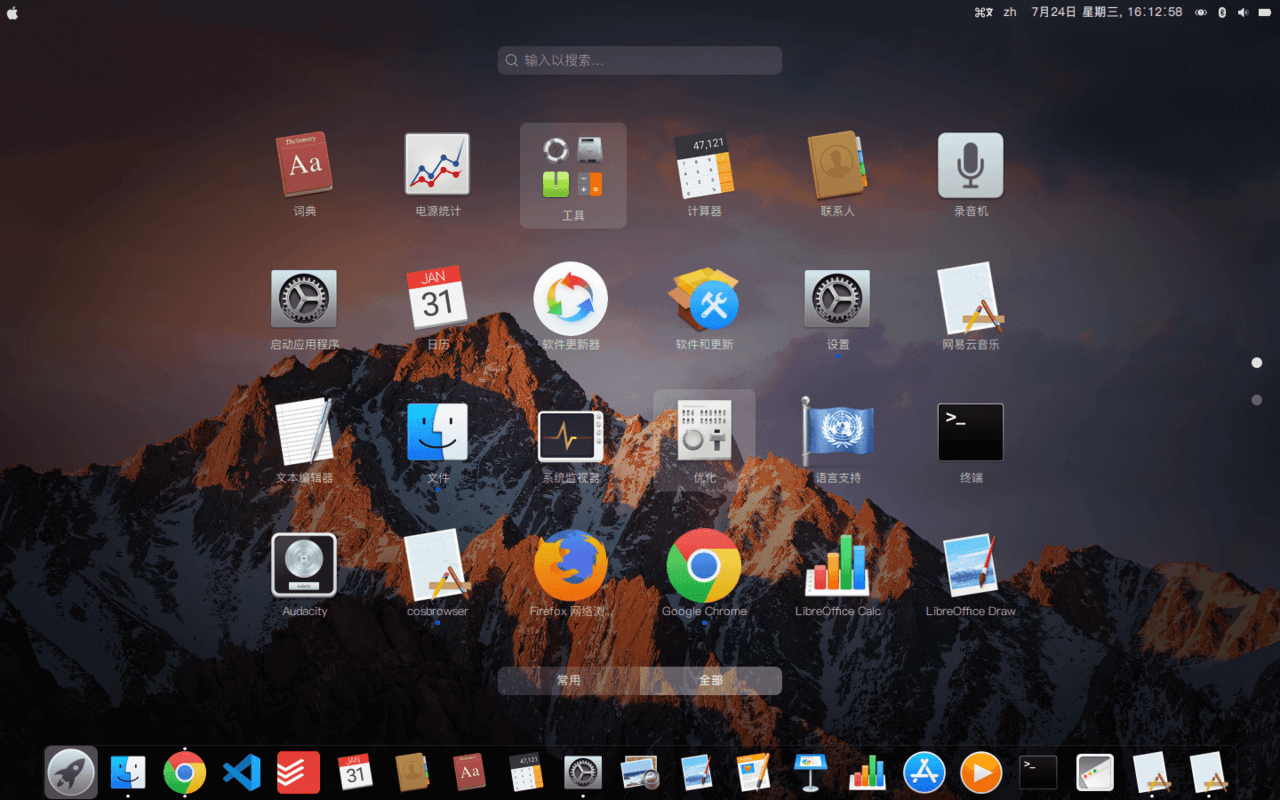 zh 7月24日 星期三, 16:12:58
输入以搜索...
Dictionary
Aa
47,121
词典 电源统计 工具 计算器 联系人 录音机
JAN
31
启动应用程序 日历 软件更新器 软件和更新 设置 网易云音乐
>_
文本编辑器 文件 系统监视器 优化 语言支持 终端
Audacity cosbrowser Firefox 网络浏... Google Chrome LibreOffice Calc LibreOffice Draw
常用 全部
JAN
31
Aa
47,121
>_